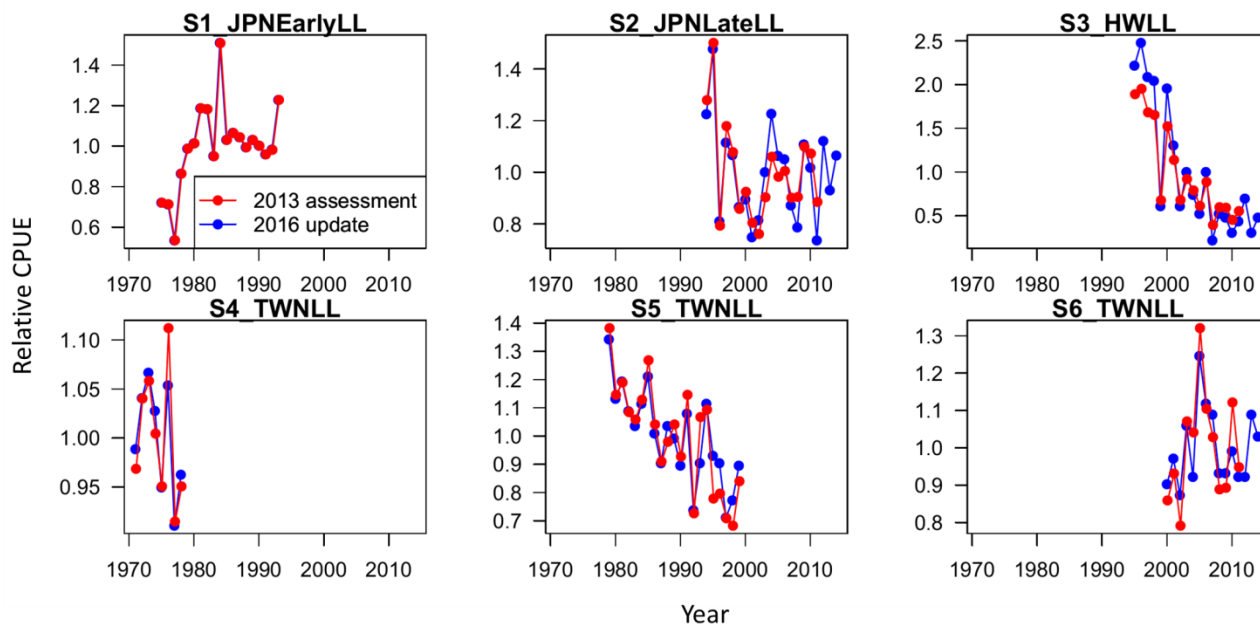 S1_JPNEarlyLL
S2_JPNLateLL
S3_HWLL
1.4
1.2
1.0
0.8
0.6
2013 assessment
2016 update
1970 1980 1990 2000 2010
1.4
1.2
1.0
0.8
1970 1980 1990 2000 2010
2.5
2.0
1.5
1.0
0.5
1970 1980 1990 2000 2010
Relative CPUE
S4_TWNLL
S5_TWNLL
S6_TWNLL
1.10
1.05
1.00
0.95
1970 1980 1990 2000 2010
1.4
1.3
1.2
1.1
1.0
0.9
0.8
0.7
1970 1980 1990 2000 2010
1.3
1.2
1.1
1.0
0.9
0.8
1970 1980 1990 2000 2010
Year